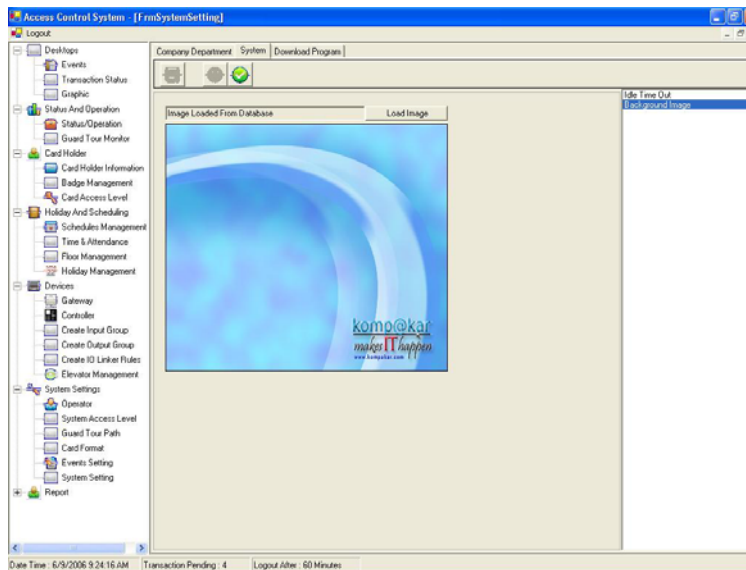 Access Control System - [FrmSystemSetting]
Logout
Desktops
Events
Transaction Status
Graphic
Status And Operation
Status/Operation
Guard Tour Monitor
Card Holder
Card Holder Information
Badge Management
Card Access Level
Holiday And Scheduling
Schedules Management
Time & Attendance
Floor Management
Holiday Management
Devices
Gateway
Controller
Create Input Group
Create Output Group
Create IO Linker Rules
Elevator Management
System Settings
Operator
System Access Level
Guard Tour Path
Card Format
Events Setting
System Setting
Report
Company Department System Download Program
Image Loaded From Database Load Image
komp@kar
makes IT happen
www.kompakar.com
Idle Time Out
Background Image
Date Time : 6/9/2006 9:24:16 AM Transaction Pending : 4 Logout After : 60 Minutes